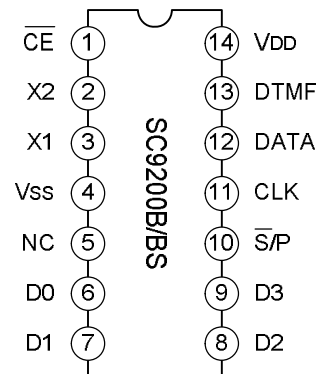 C̅E̅ 1 14 VDD
X2 2 13 DTMF
X1 3 12 DATA
VSS 4 11 CLK
NC 5 10 S̅/P
D0 6 9 D3
D1 7 8 D2
SC9200B/BS